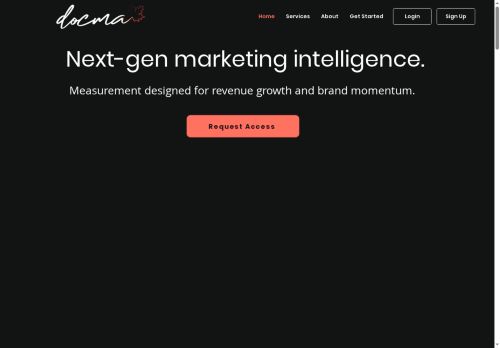 docma
Home Services About Get Started Login Sign Up
Next-gen marketing intelligence.
Measurement designed for revenue growth and brand momentum.
Request Access